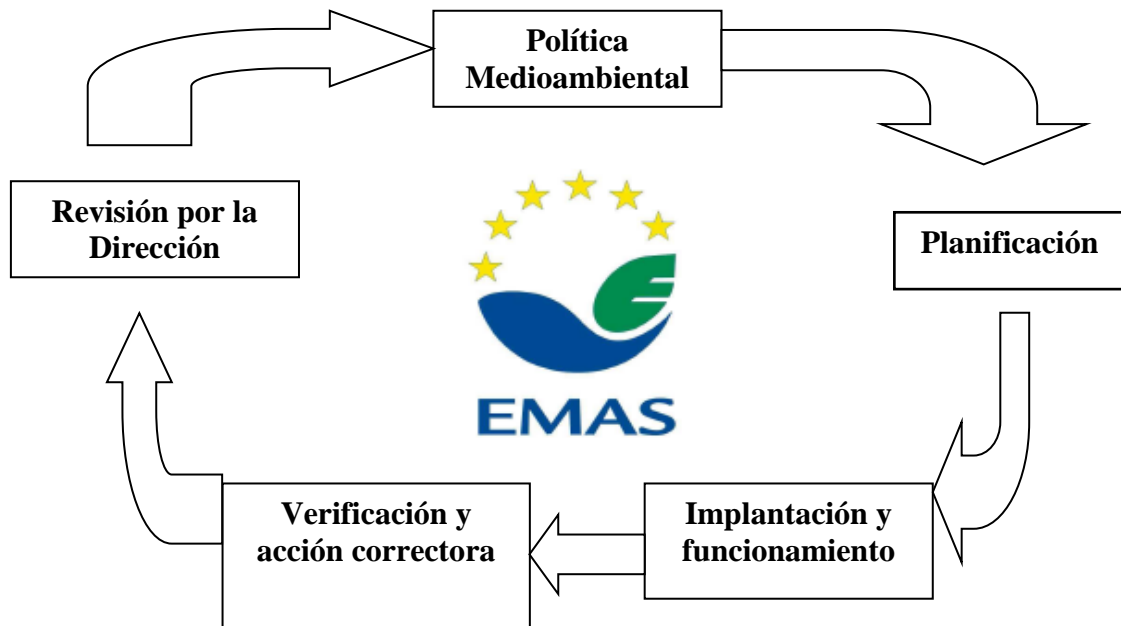 Política
Medioambiental
Revisión por la
Dirección
Planificación
EMAS
Verificación y
acción correctora
Implantación y
funcionamiento